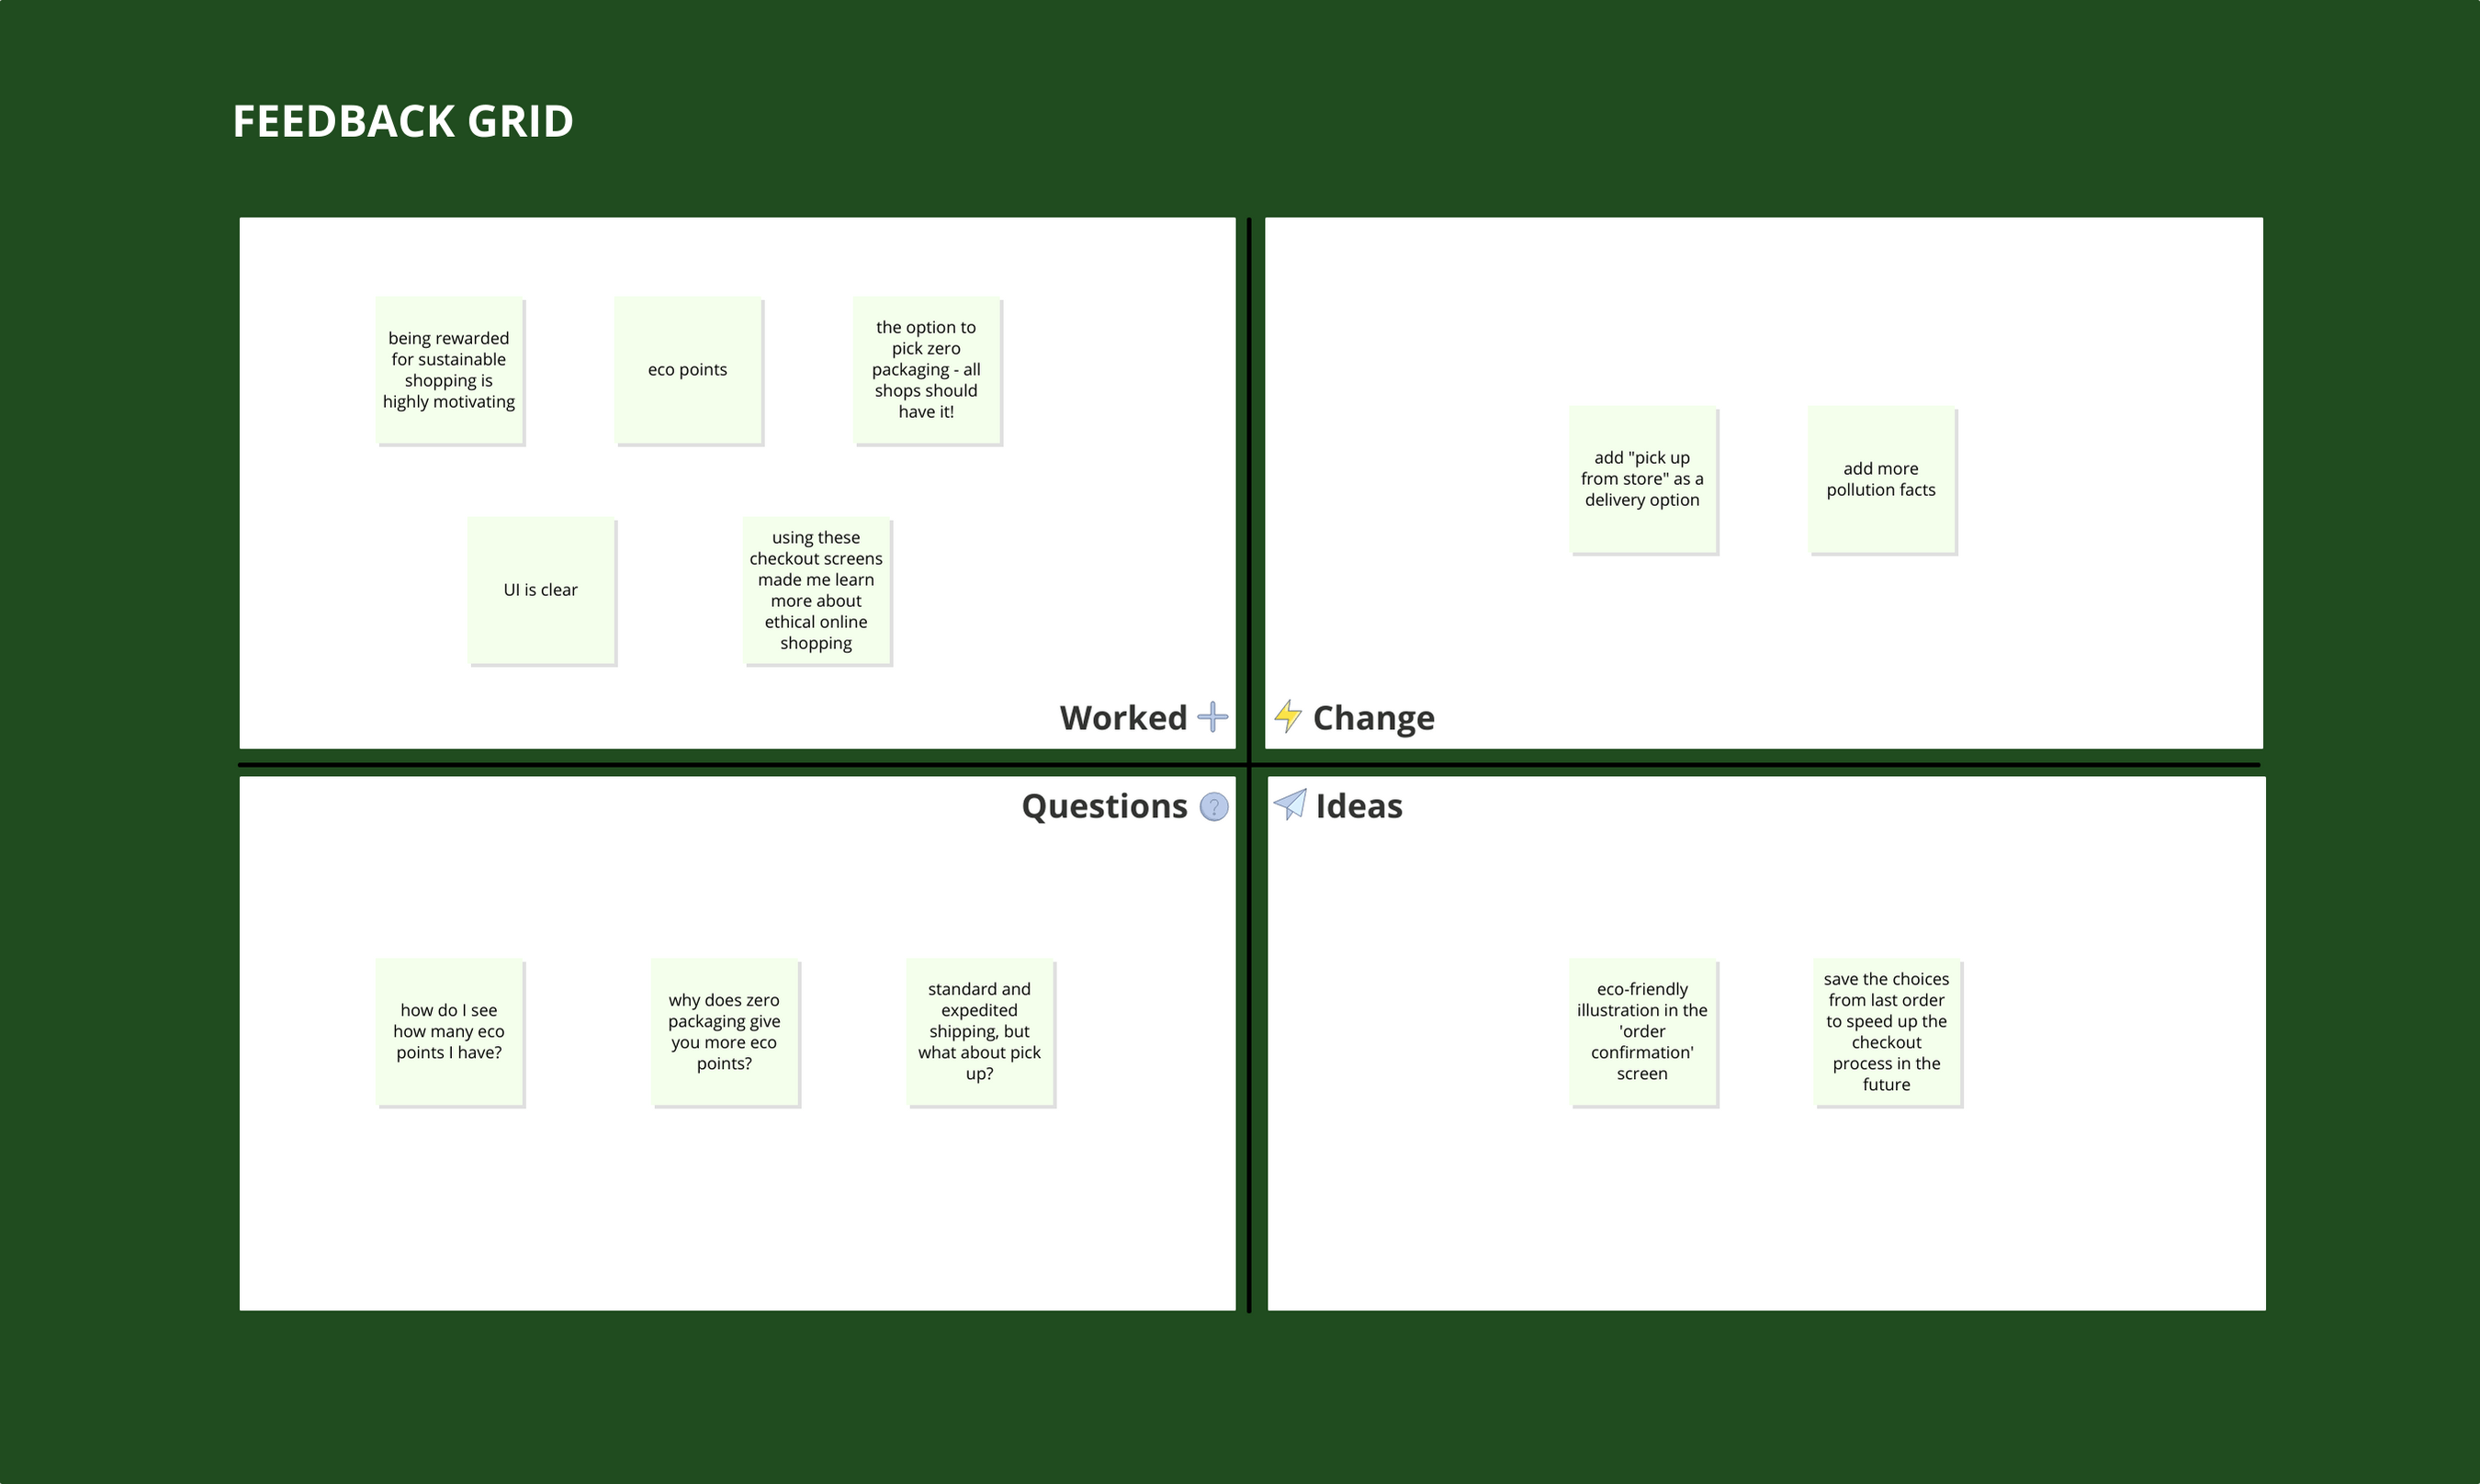 FEEDBACK GRID
being rewarded
for sustainable
shopping is
highly motivating
eco points
the option to
pick zero
packaging - all
shops should
have it!
UI is clear
using these
checkout screens
made me learn
more about
ethical online
shopping
Worked
add "pick up
from store" as a
delivery option
add more
pollution facts
Change
Questions
?
how do I see
how many eco
points I have?
why does zero
packaging give
you more eco
points?
standard and
expedited
shipping, but
what about pick
up?
Ideas
eco-friendly
illustration in the
'order
confirmation'
screen
save the choices
from last order
to speed up the
checkout
process in the
future